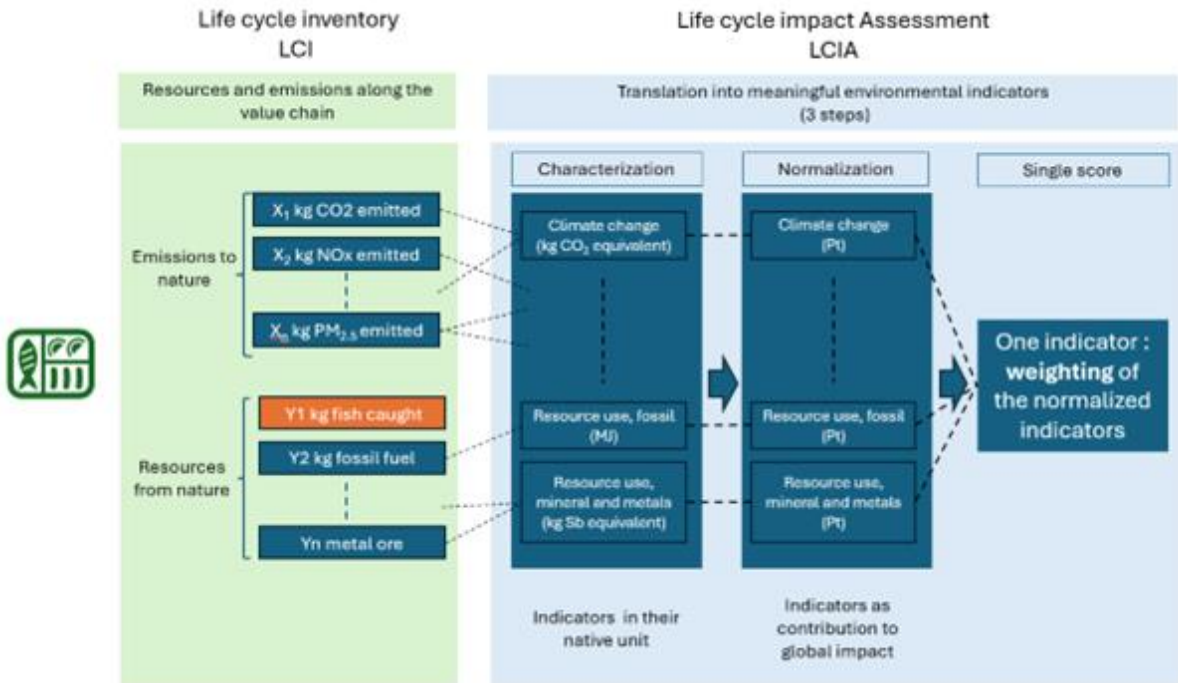 Life cycle inventory
LCI
Life cycle impact Assessment
LCIA
Resources and emissions along the
value chain
Translation into meaningful environmental indicators
(3 steps)
Characterization
Normalization
Single score
Emissions to
nature
X₁ kg CO2 emitted
X₂ kg NOx emitted
Xₙ kg PM₂.₅ emitted
Climate change
(kg CO₂ equivalent)
Climate change
(Pt)
One indicator :
weighting of
the normalized
indicators
Resources
from nature
Y1 kg fish caught
Y2 kg fossil fuel
Yn metal ore
Resource use, fossil
(MJ)
Resource use, fossil
(Pt)
Resource use,
mineral and metals
(kg Sb equivalent)
Resource use,
mineral and metals
(Pt)
Indicators in their
native unit
Indicators as
contribution to
global impact